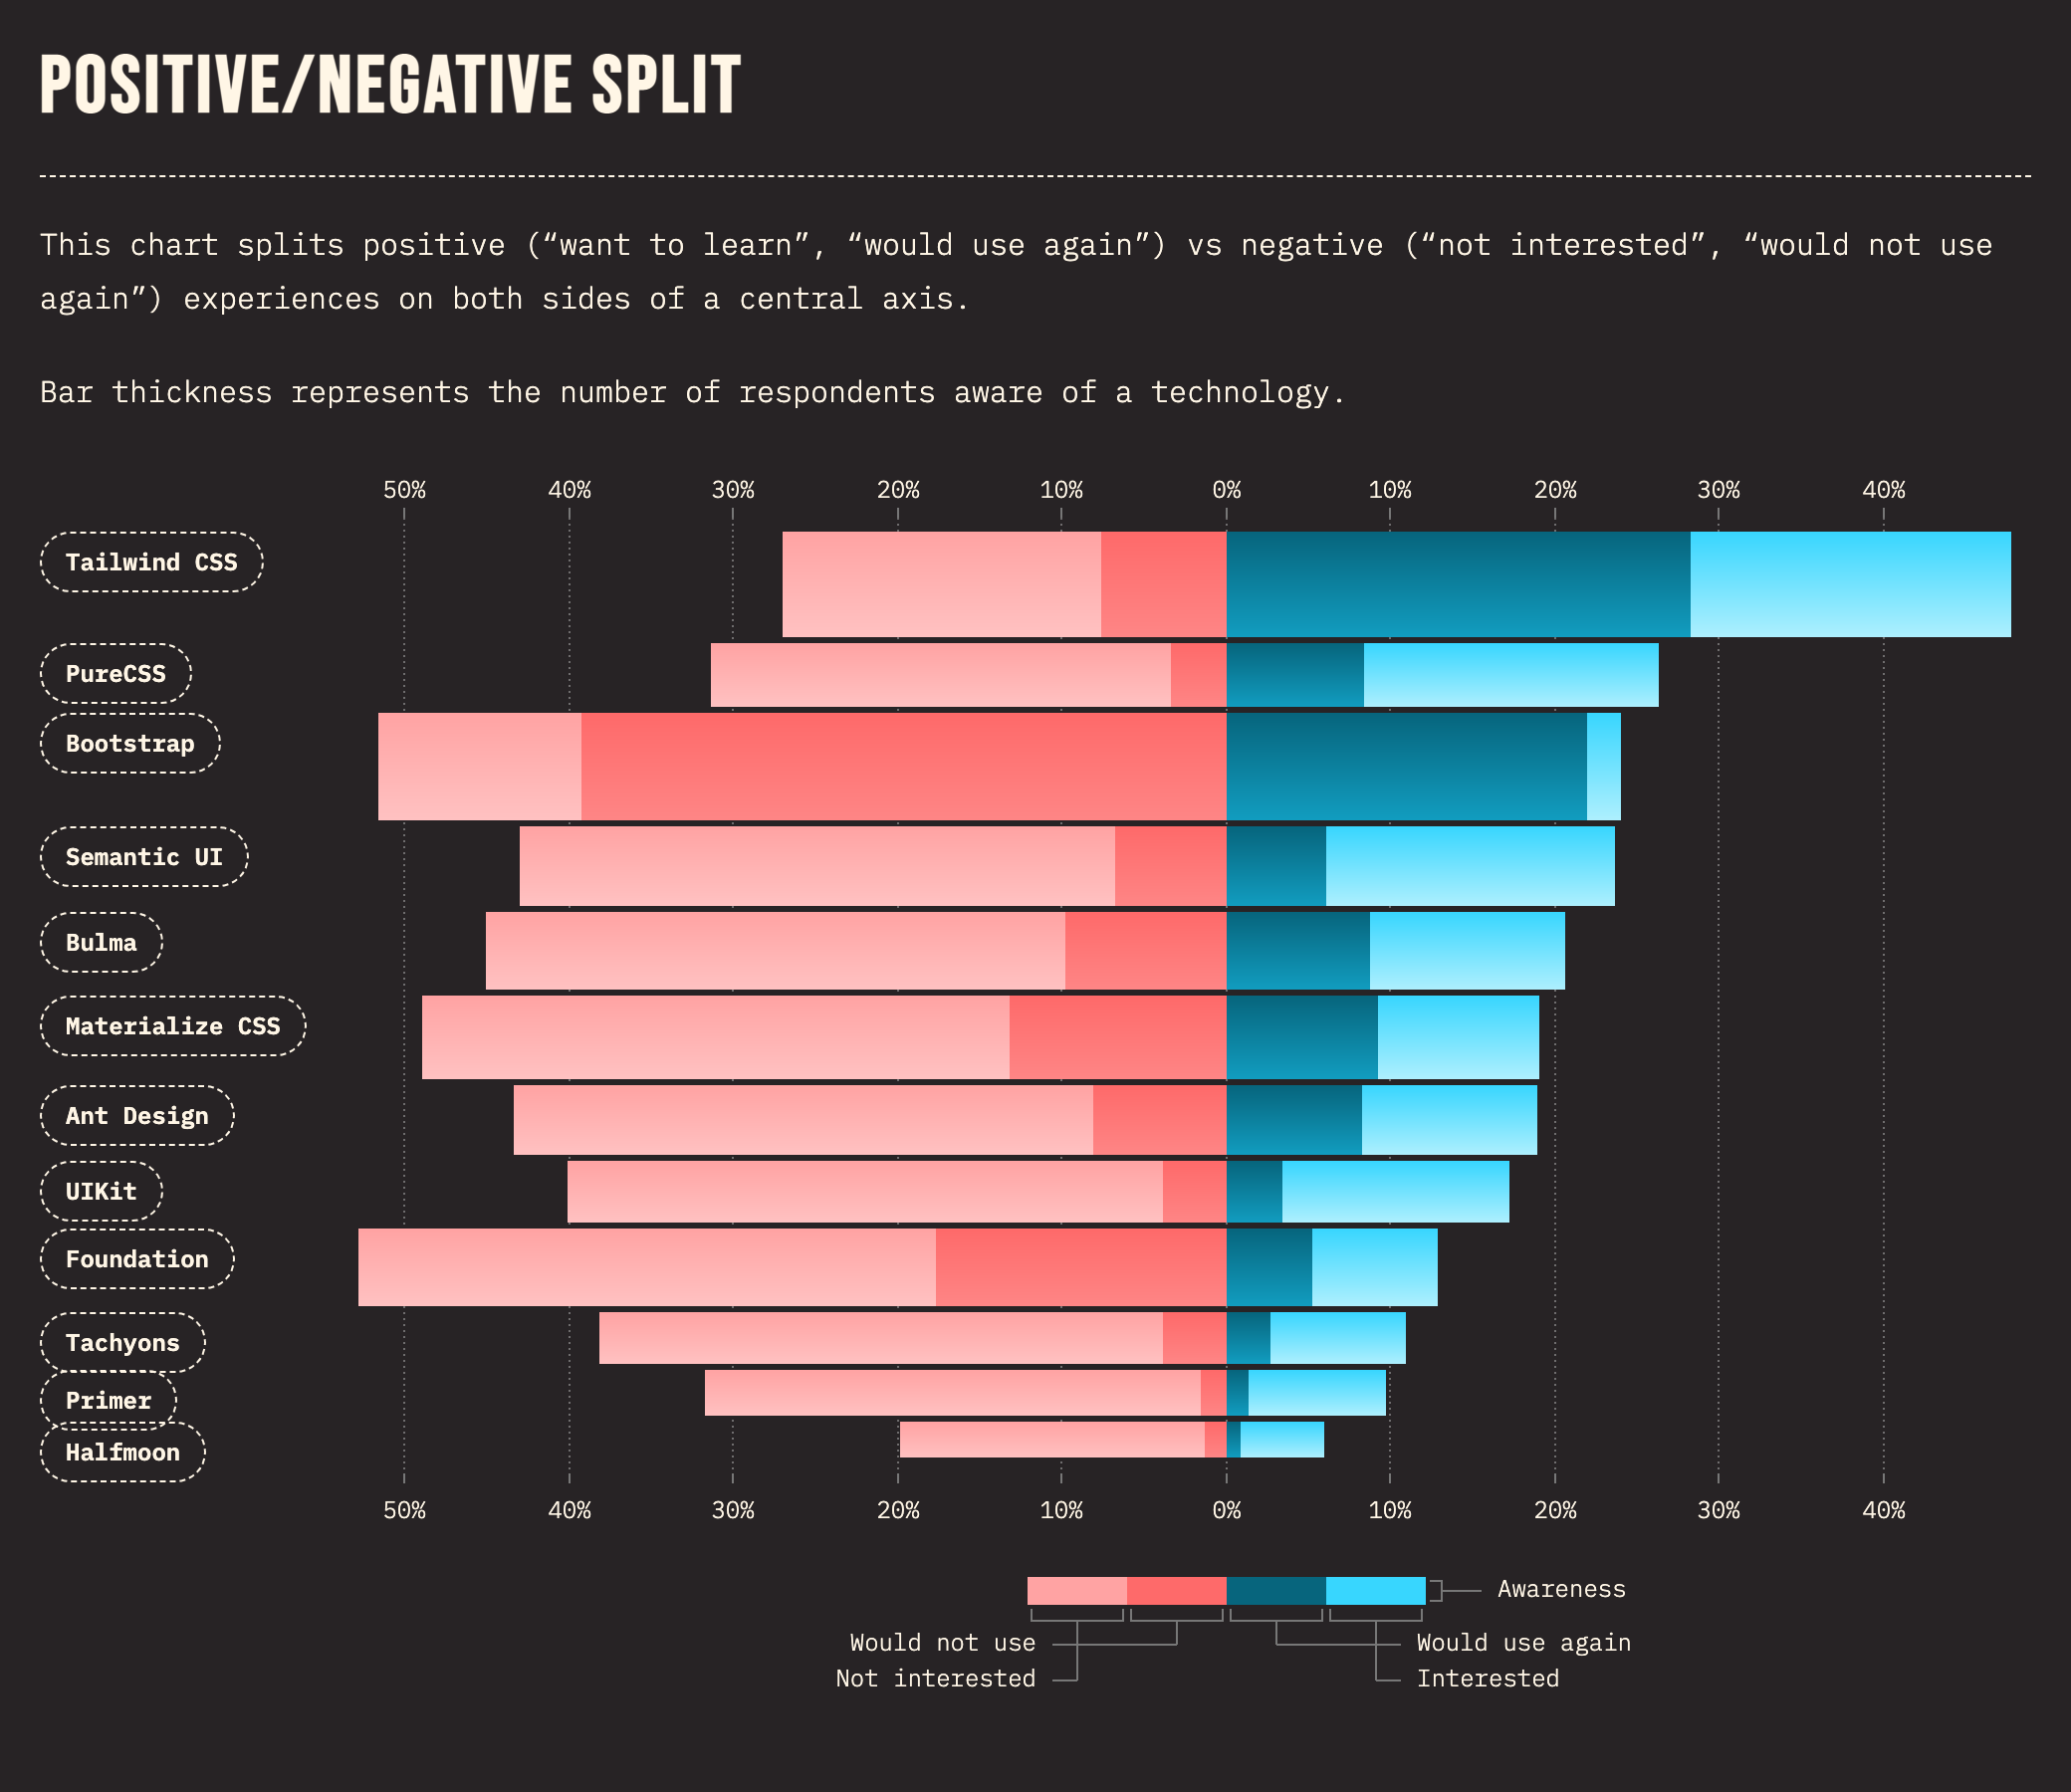 POSITIVE/NEGATIVE SPLIT
This chart splits positive (“want to learn”, “would use again”) vs negative (“not interested”, “would not use
again”) experiences on both sides of a central axis.
Bar thickness represents the number of respondents aware of a technology.
50% 40% 30% 20% 10% 0% 10% 20% 30% 40%
Tailwind CSS
PureCSS
Bootstrap
Semantic UI
Bulma
Materialize CSS
Ant Design
UIKit
Foundation
Tachyons
Primer
Halfmoon
50% 40% 30% 20% 10% 0% 10% 20% 30% 40%
Awareness
Would not use Would use again
Not interested Interested